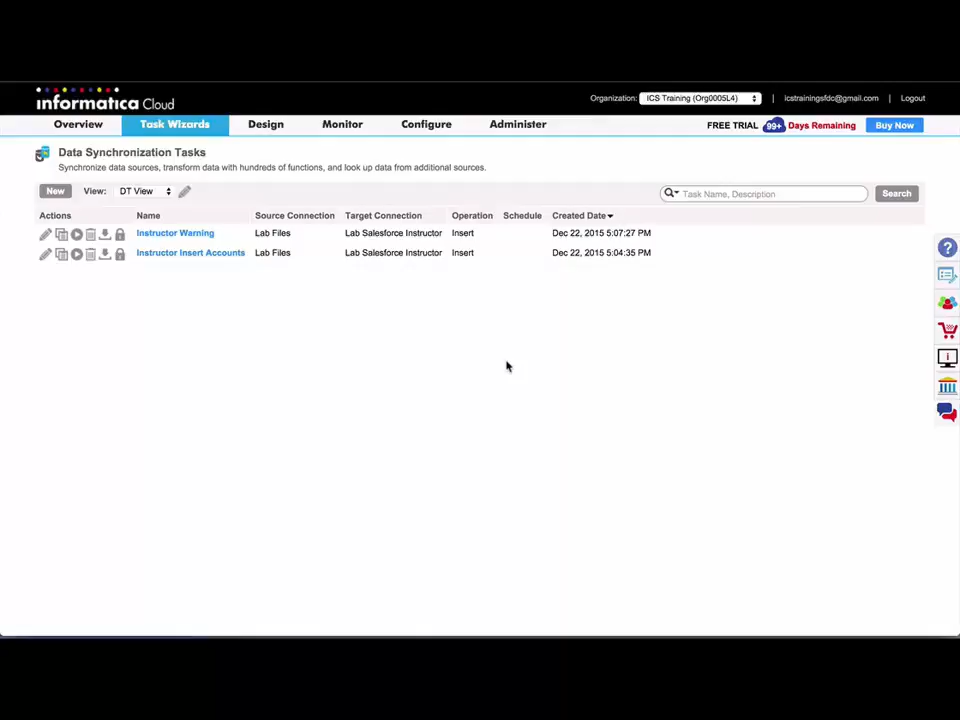 informatica Cloud
Organization: ICS Training (Org0005L4) | icstrainingsfdc@gmail.com | Logout
Overview Task Wizards Design Monitor Configure Administer FREE TRIAL 99+ Days Remaining Buy Now
Data Synchronization Tasks
Synchronize data sources, transform data with hundreds of functions, and look up data from additional sources.
New View: DT View Task Name, Description Search
Actions Name Source Connection Target Connection Operation Schedule Created Date
Instructor Warning Lab Files Lab Salesforce Instructor Insert Dec 22, 2015 5:07:27 PM
Instructor Insert Accounts Lab Files Lab Salesforce Instructor Insert Dec 22, 2015 5:04:35 PM
?
i